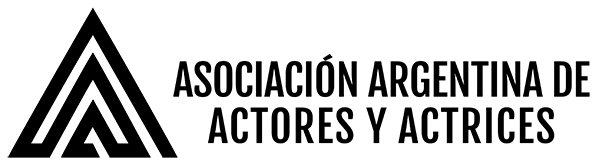 ASOCIACIÓN ARGENTINA DE
ACTORES Y ACTRICES